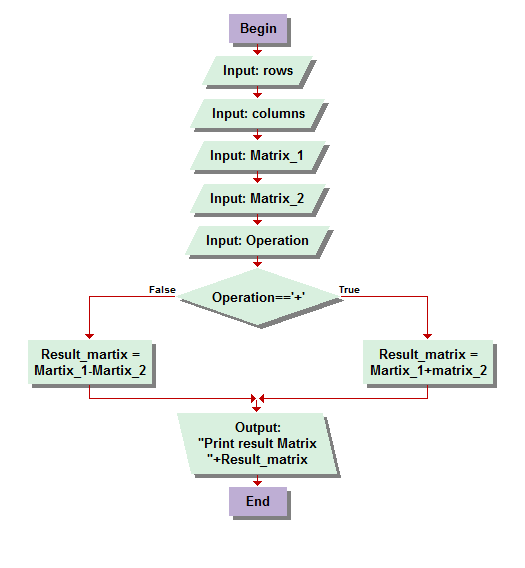 Begin
Input: rows
Input: columns
Input: Matrix_1
Input: Matrix_2
Input: Operation
False
Operation=='+'
True
Result_martix =
Martix_1-Martix_2
Result_matrix =
Martix_1+matrix_2
Output:
"Print result Matrix
"+Result_matrix
End